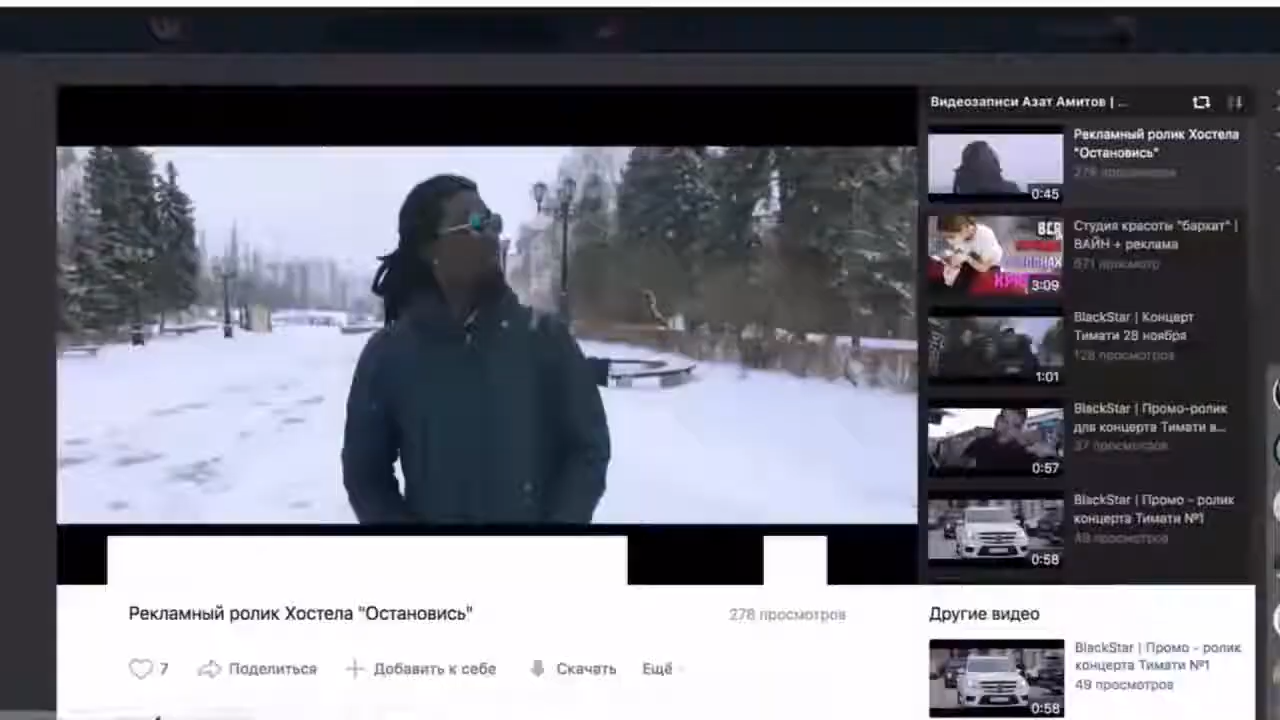 Видеозаписи Азат Амитов | ...
Рекламный ролик Хостела
"Остановись"
278 просмотров
0:45
Студия красоты "бархат" |
ВАЙН + реклама
671 просмотр
ВСЯ
3:09
BlackStar | Концерт
Тимати 28 ноября
128 просмотров
1:01
BlackStar | Промо-ролик
для концерта Тимати в...
37 просмотров
0:57
BlackStar | Промо - ролик
концерта Тимати №1
49 просмотров
0:58
Рекламный ролик Хостела "Остановись"
278 просмотров
7 Поделиться Добавить к себе Скачать Ещё
Другие видео
BlackStar | Промо - ролик
концерта Тимати №1
49 просмотров
0:58